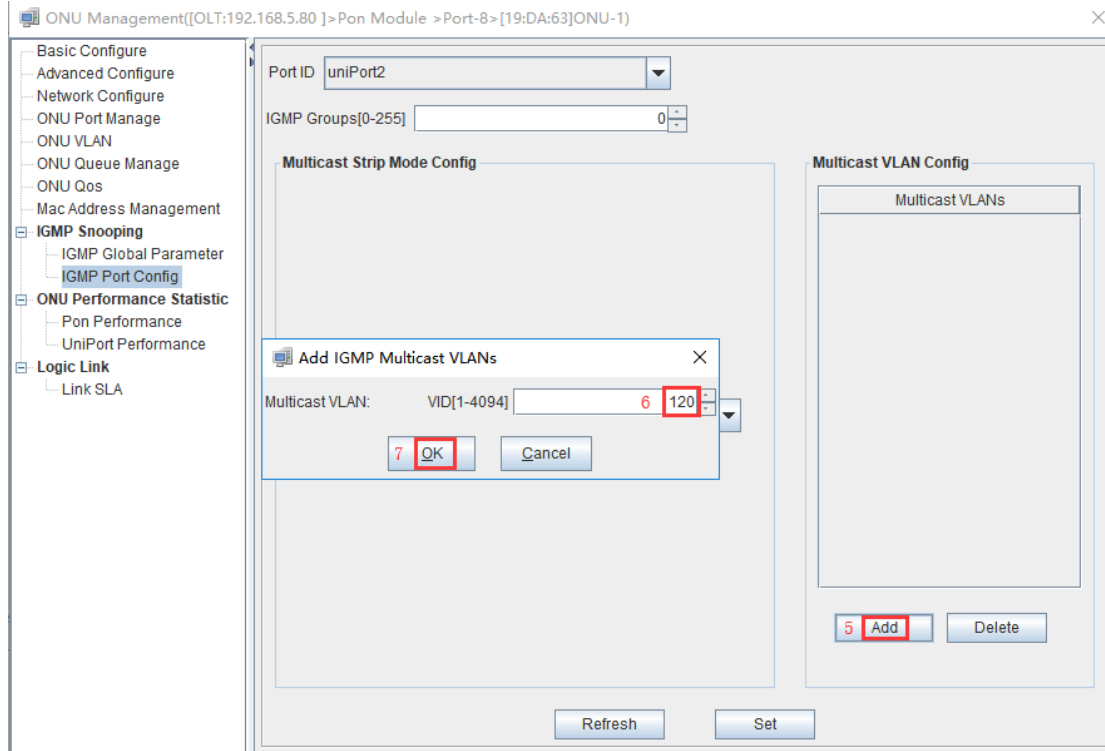 ONU Management([OLT:192.168.5.80 ]>Pon Module >Port-8>[19:DA:63]ONU-1)
Basic Configure
Advanced Configure
Network Configure
ONU Port Manage
ONU VLAN
ONU Queue Manage
ONU Qos
Mac Address Management
IGMP Snooping
IGMP Global Parameter
IGMP Port Config
ONU Performance Statistic
Pon Performance
UniPort Performance
Logic Link
Link SLA
Port ID uniPort2
IGMP Groups[0-255] 0
Multicast Strip Mode Config
Multicast VLAN Config
Multicast VLANs
Add IGMP Multicast VLANs
Multicast VLAN: VID[1-4094] 6 120
7 OK Cancel
5 Add Delete
Refresh Set